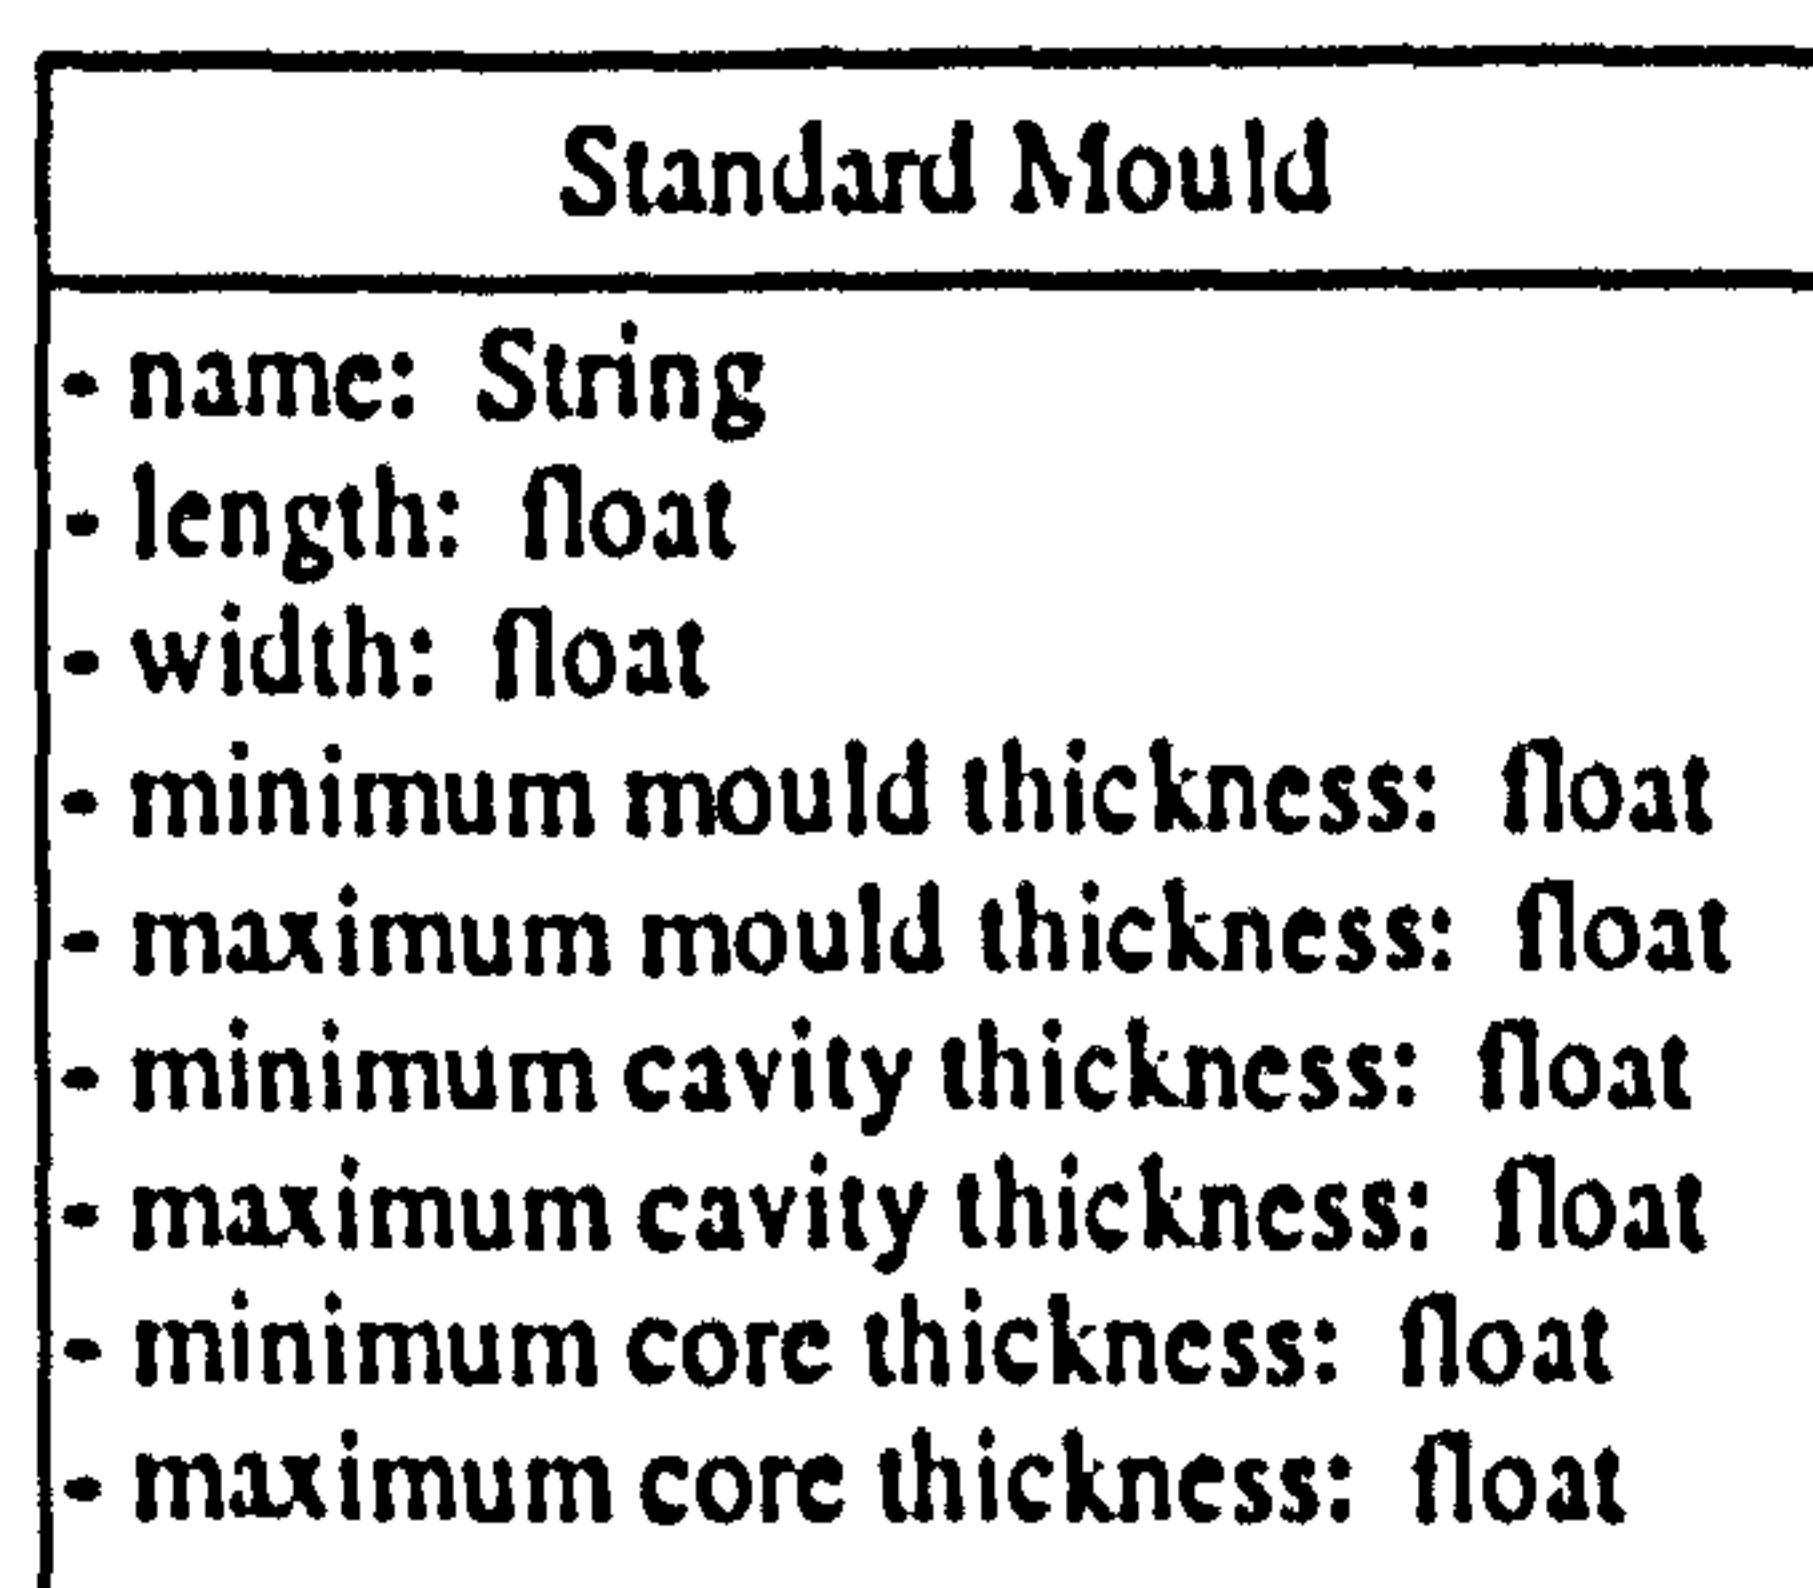 Standard Mould
- name: String
- length: float
- width: float
- minimum mould thickness: float
- maximum mould thickness: float
- minimum cavity thickness: float
- maximum cavity thickness: float
- minimum core thickness: float
- maximum core thickness: float